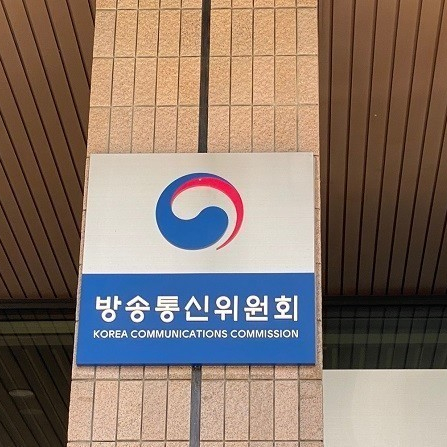 방송통신위원회
KOREA COMMUNICATIONS COMMISSION